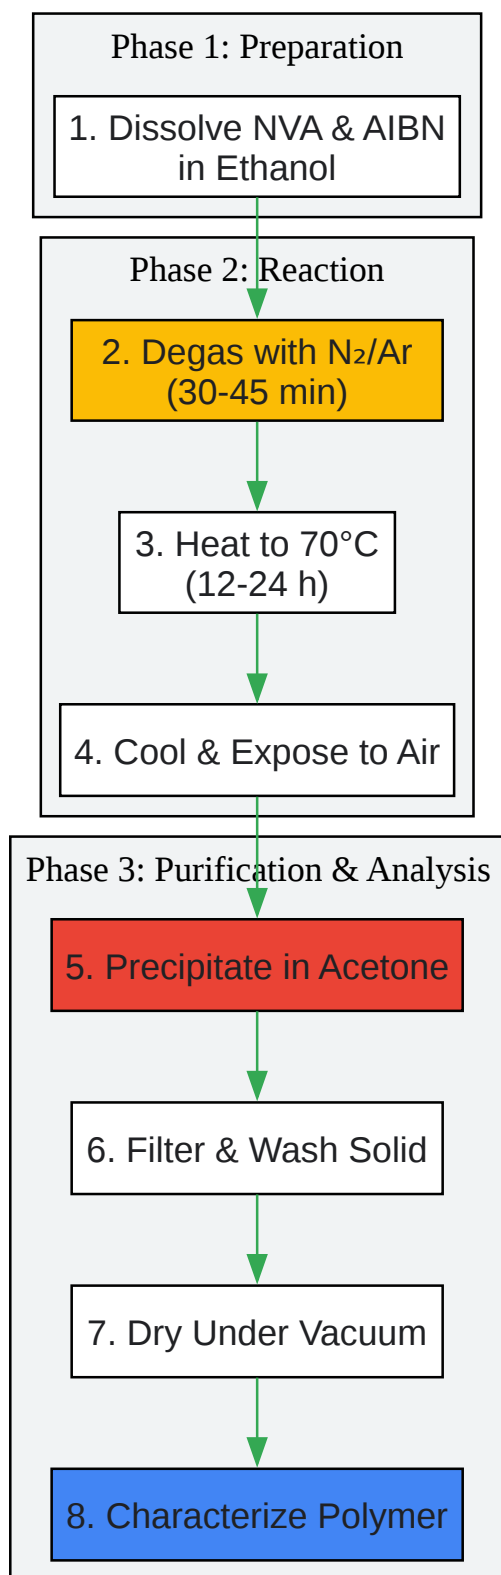 Phase 1: Preparation
1. Dissolve NVA & AIBN
in Ethanol
Phase 2: Reaction
2. Degas with N₂/Ar
(30-45 min)
3. Heat to 70°C
(12-24 h)
4. Cool & Expose to Air
Phase 3: Purification & Analysis
5. Precipitate in Acetone
6. Filter & Wash Solid
7. Dry Under Vacuum
8. Characterize Polymer